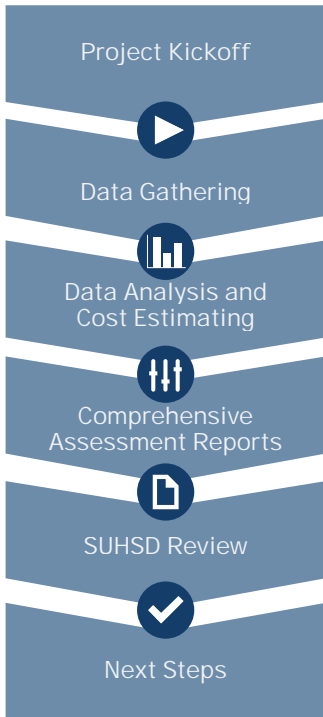 Project Kickoff
Data Gathering
Data Analysis and
Cost Estimating
Comprehensive
Assessment Reports
SUHSD Review
Next Steps